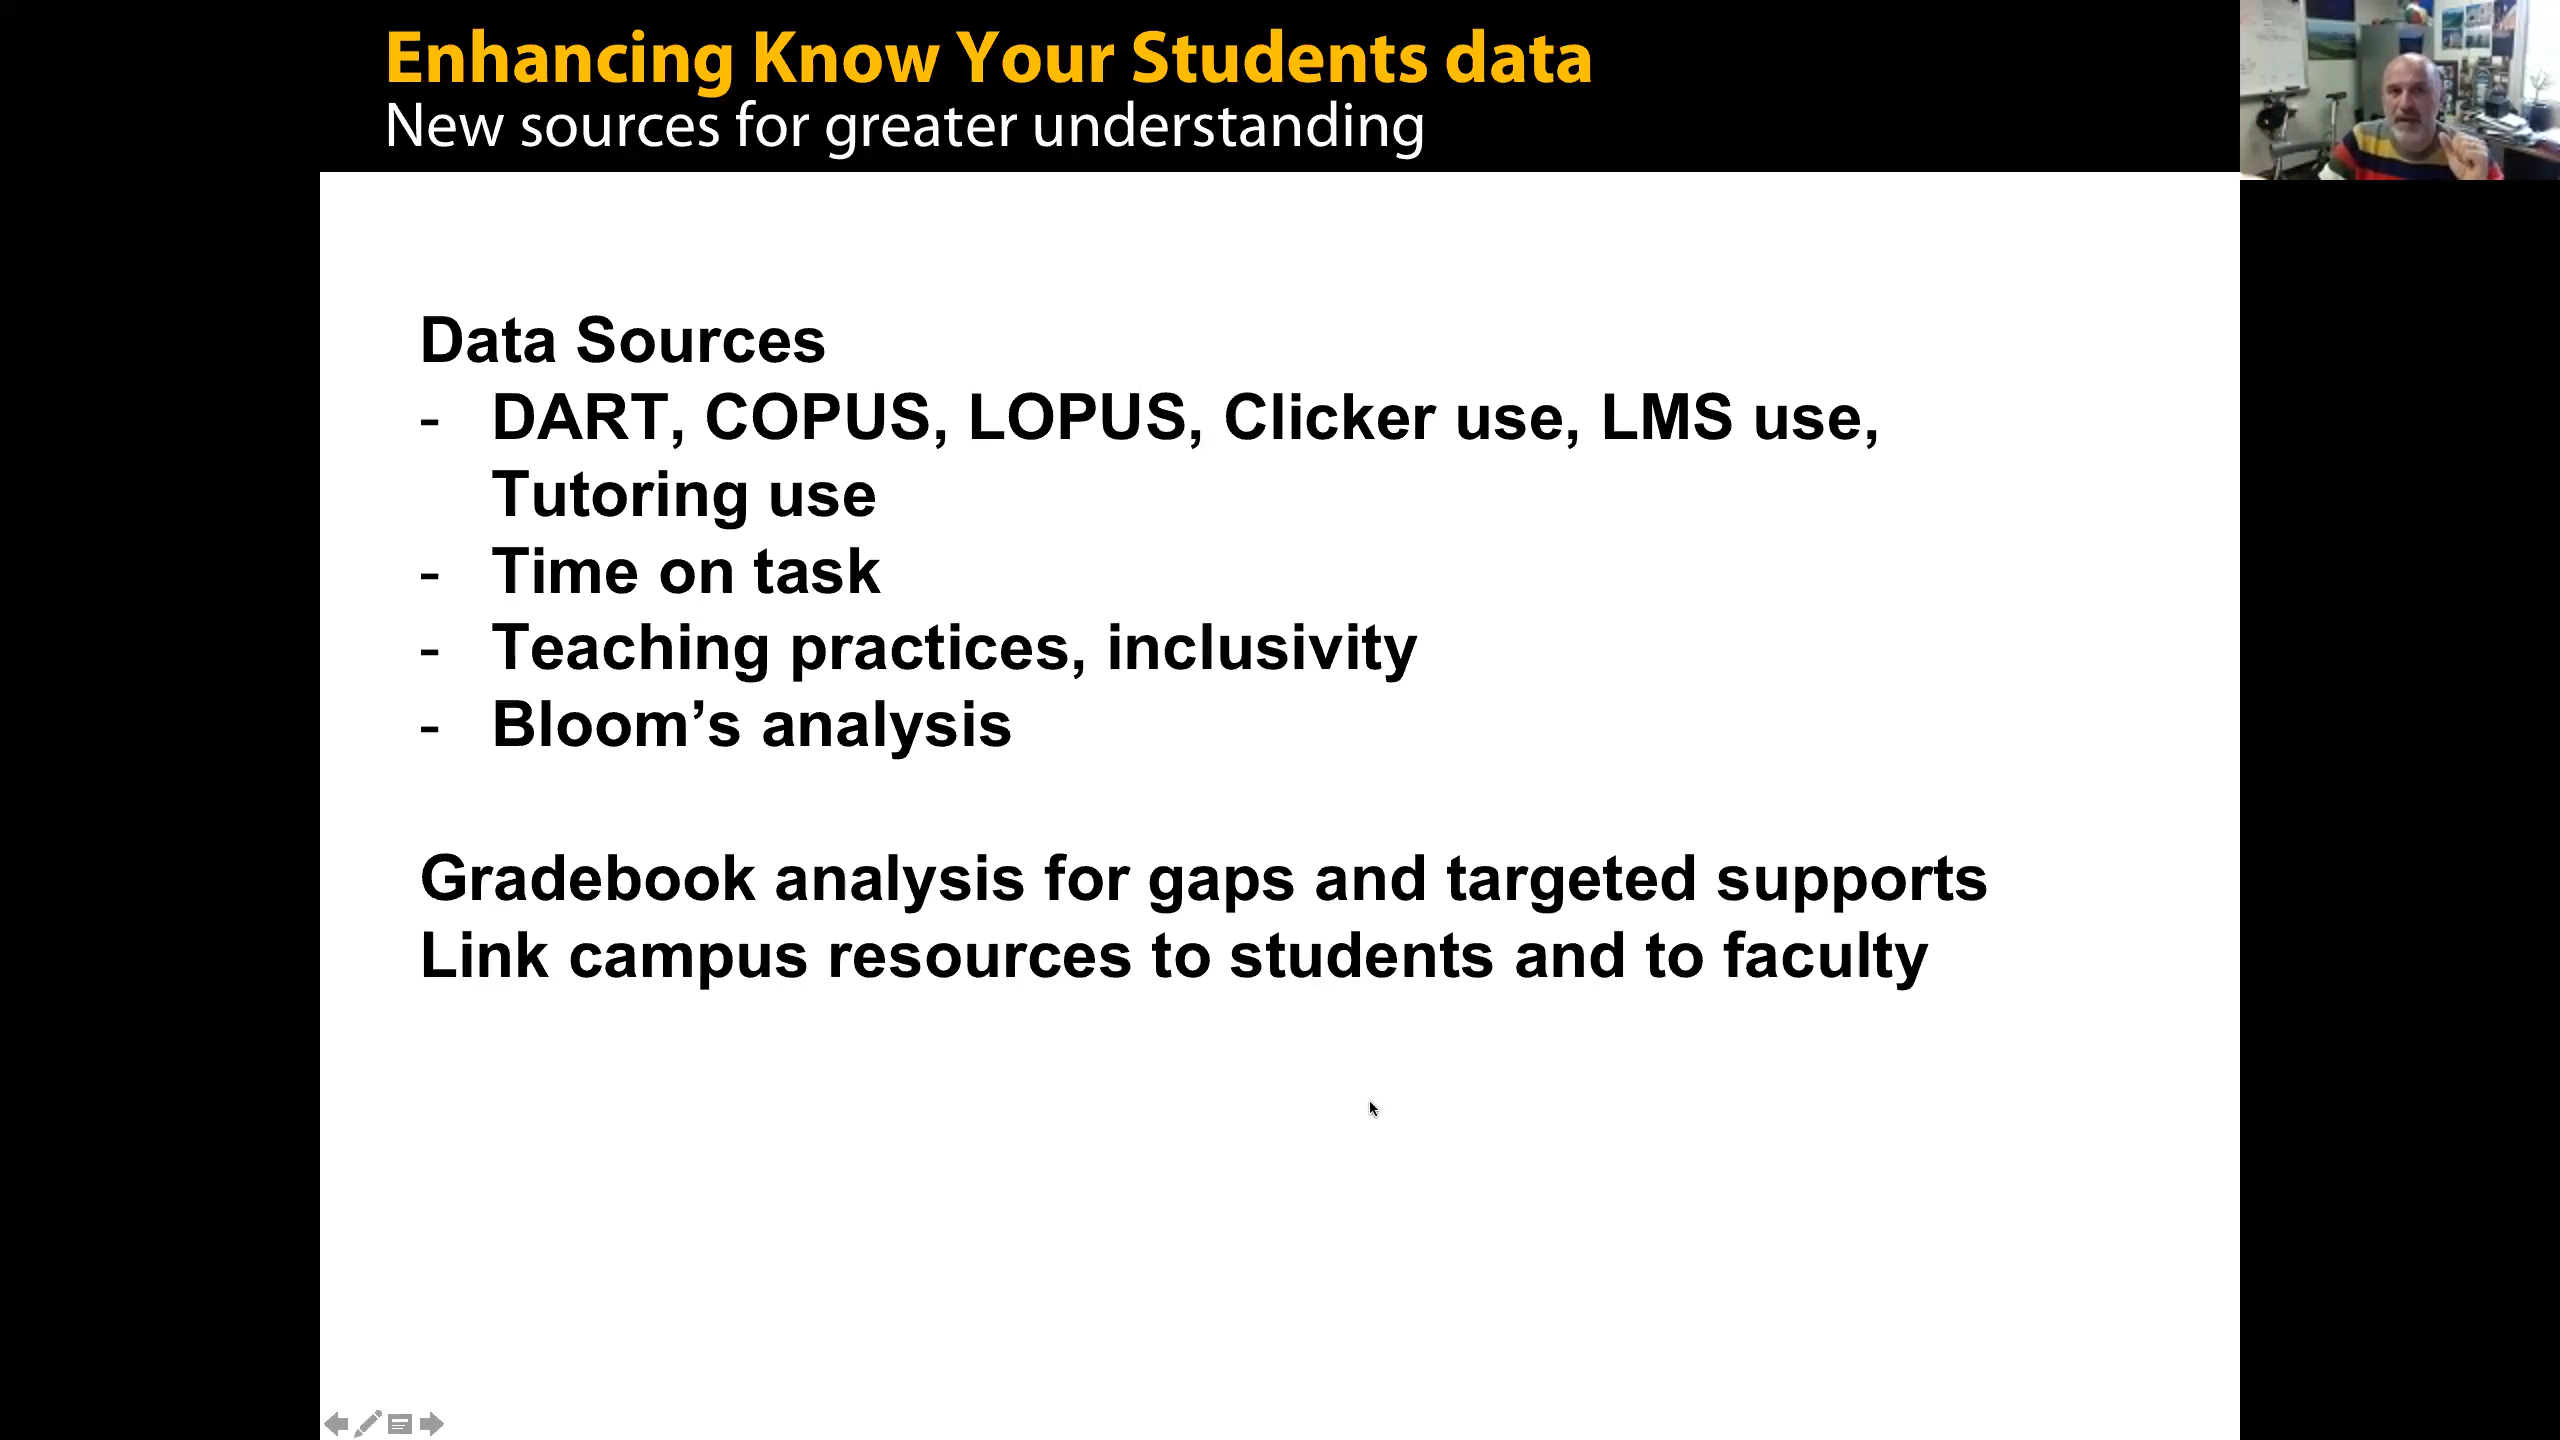 Enhancing Know Your Students data
New sources for greater understanding
Data Sources
- DART, COPUS, LOPUS, Clicker use, LMS use,
Tutoring use
- Time on task
- Teaching practices, inclusivity
- Bloom’s analysis
Gradebook analysis for gaps and targeted supports
Link campus resources to students and to faculty